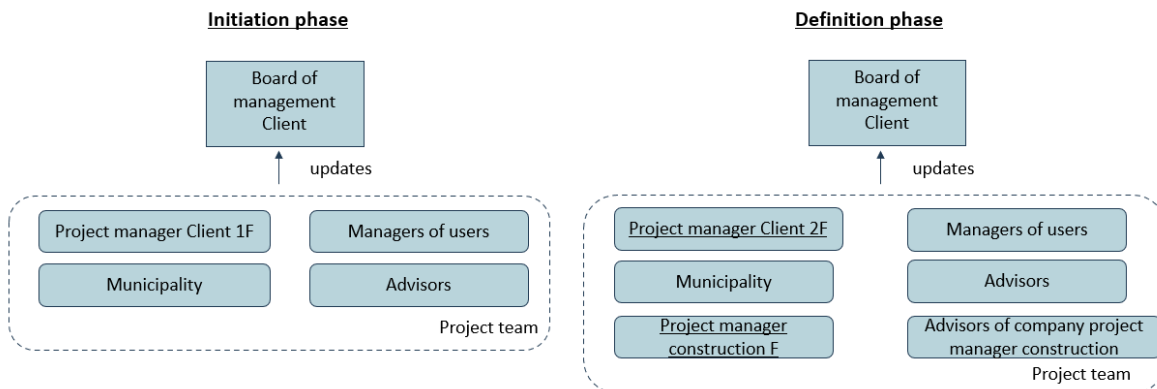 Initiation phase
Board of
management
Client
updates
Project manager Client 1F
Managers of users
Municipality
Advisors
Project team
Definition phase
Board of
management
Client
updates
Project manager Client 2F
Managers of users
Municipality
Advisors
Project manager
construction F
Advisors of company project
manager construction
Project team